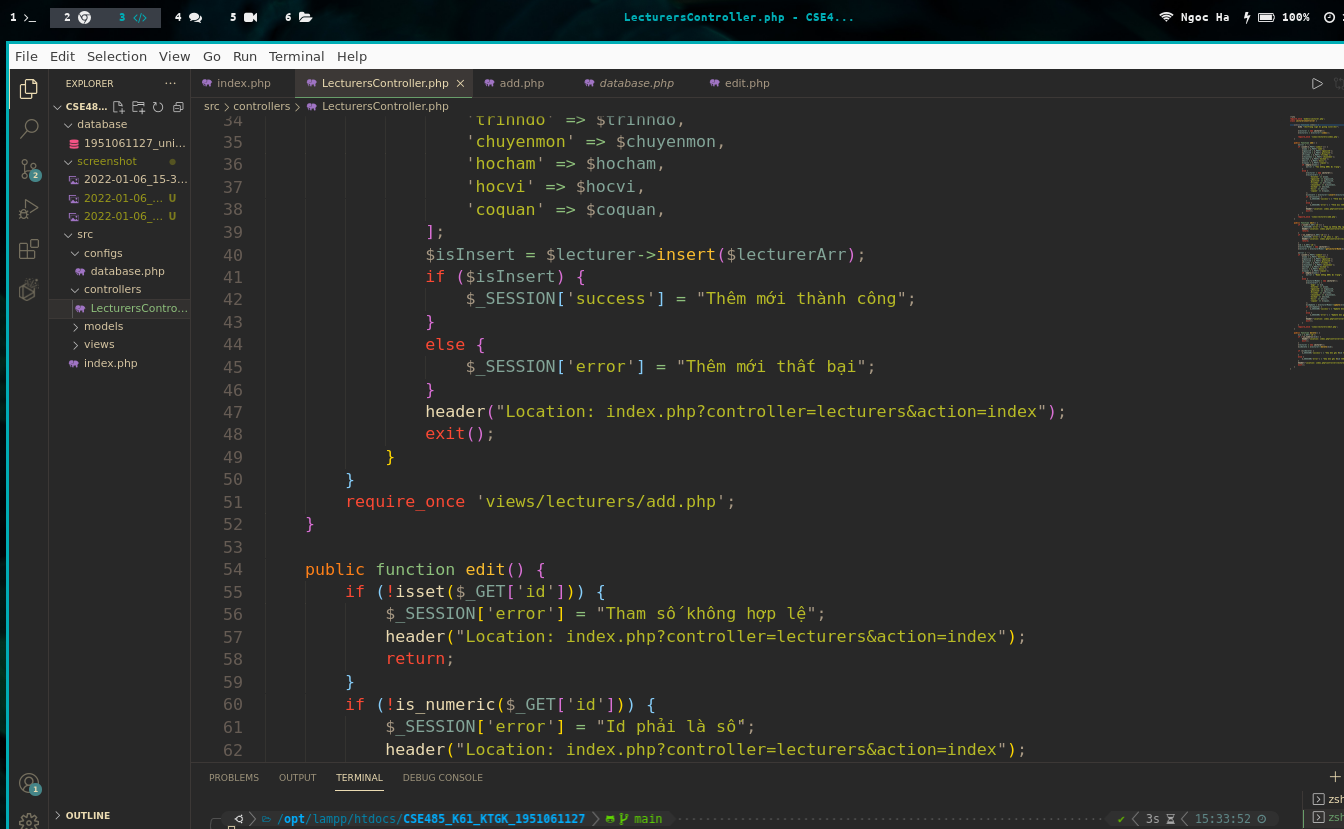 1 2 3 4 5 6 LecturersController.php - CSE4... Ngoc Ha 100%
File Edit Selection View Go Run Terminal Help
EXPLORER ...
index.php LecturersController.php add.php database.php edit.php
CSE48...
src > controllers > LecturersController.php
database
1951061127_uni...
screenshot
2022-01-06_15-3...
2022-01-06_... U
2022-01-06_... U
src
configs
database.php
controllers
LecturersContro...
models
views
index.php
OUTLINE
2
1
34 'trinhdo' => $trinhdo,
35 'chuyenmon' => $chuyenmon,
36 'hocham' => $hocham,
37 'hocvi' => $hocvi,
38 'coquan' => $coquan,
39 ];
40 $isInsert = $lecturer->insert($lecturerArr);
41 if ($isInsert) {
42 $_SESSION['success'] = "Thêm mới thành công";
43 }
44 else {
45 $_SESSION['error'] = "Thêm mới thất bại";
46 }
47 header("Location: index.php?controller=lecturers&action=index");
48 exit();
49 }
50 }
51 require_once 'views/lecturers/add.php';
52 }
53
54 public function edit() {
55 if (!isset($_GET['id'])) {
56 $_SESSION['error'] = "Tham số không hợp lệ";
57 header("Location: index.php?controller=lecturers&action=index");
58 return;
59 }
60 if (!is_numeric($_GET['id'])) {
61 $_SESSION['error'] = "Id phải là số";
62 header("Location: index.php?controller=lecturers&action=index");
PROBLEMS OUTPUT TERMINAL DEBUG CONSOLE
/opt/lampp/htdocs/CSE485_K61_KTGK_1951061127 main 3s 15:33:52
zsh